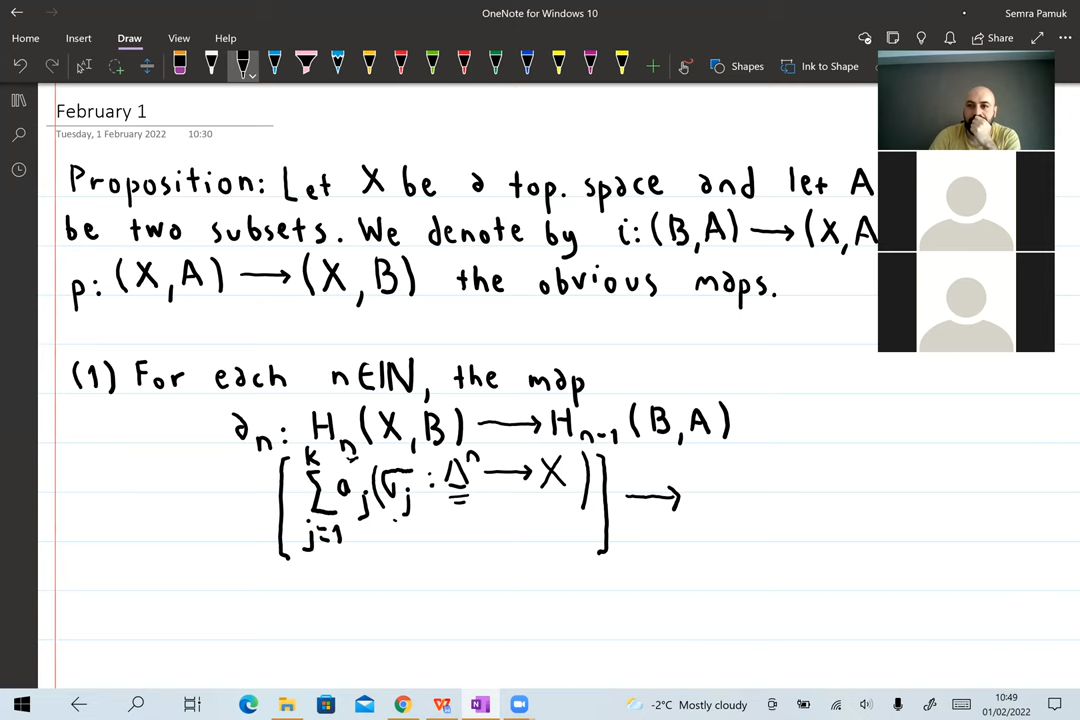 OneNote for Windows 10
Semra Pamuk
Home Insert Draw View Help
Share
Shapes
Ink to Shape
February 1
Tuesday, 1 February 2022 10:30
Proposition: Let X be a top. space and let A
be two subsets. We denote by i: (B,A) ⟶ (X,A
p: (X,A) ⟶ (X,B) the obvious maps.
(1) For each n∈ℕ, the map
∂ₙ: Hₙ(X,B) ⟶ Hₙ₋₁(B,A)
[∑_{j=1}^{k} a_j(σ_j : Δⁿ ⟶ X)] ⟶
-2°C Mostly cloudy
10:49
01/02/2022